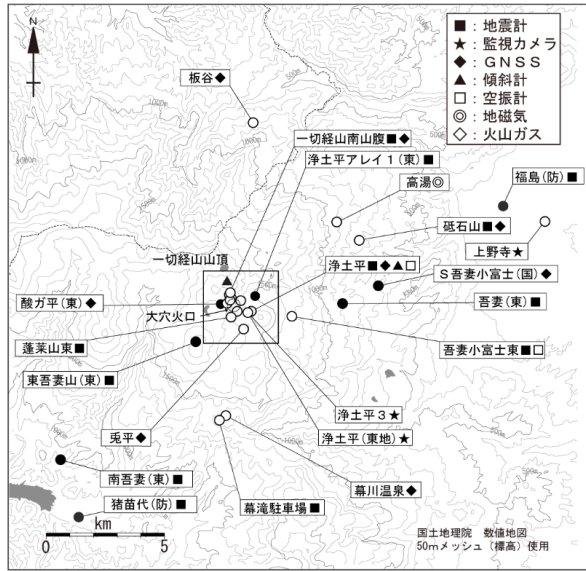 ■：地震計
★：監視カメラ
◆：ＧＮＳＳ
▲：傾斜計
□：空振計
◎：地磁気
◇：火山ガス
板谷◆
一切経山南山腹■◆
浄土平アレイ１(東)■
高湯◎
福島(防)■
砥石山■◆
上野寺★
一切経山山頂
浄土平■◆▲□
Ｓ吾妻小富士(国)◆
酸ガ平(東)◆
大穴火口
吾妻(東)■
蓬莱山東■
吾妻小富士東■□
東吾妻山(東)■
浄土平３★
兎平◆
浄土平(東地)★
南吾妻(東)■
幕川温泉◆
猪苗代(防)■
幕滝駐車場■
km
0 5
国土地理院　数値地図
50ｍメッシュ（標高）使用